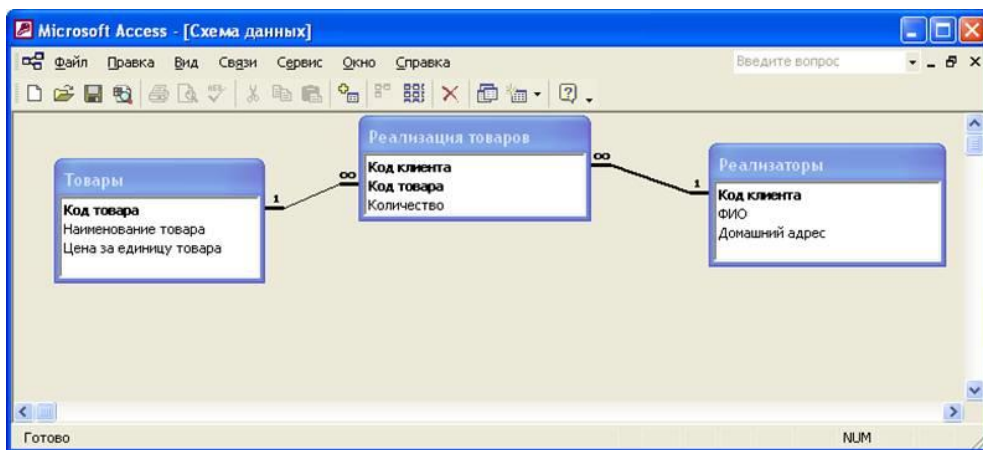 Microsoft Access - [Схема данных]
Файл Правка Вид Связи Сервис Окно Справка Введите вопрос
Реализация товаров
Код клиента
Код товара
Количество
Товары
Код товара
Наименование товара
Цена за единицу товара
Реализаторы
Код клиента
ФИО
Домашний адрес
1 ∞ ∞ 1
Готово NUM